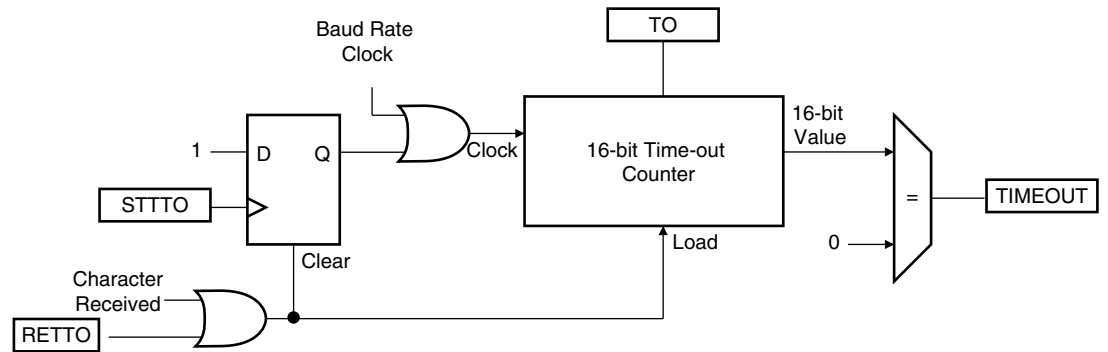 TO
Baud Rate
Clock
16-bit
Value
1
D
Q
Clock
16-bit Time-out
Counter
STTTO
=
TIMEOUT
0
Load
Clear
Character
Received
RETTO